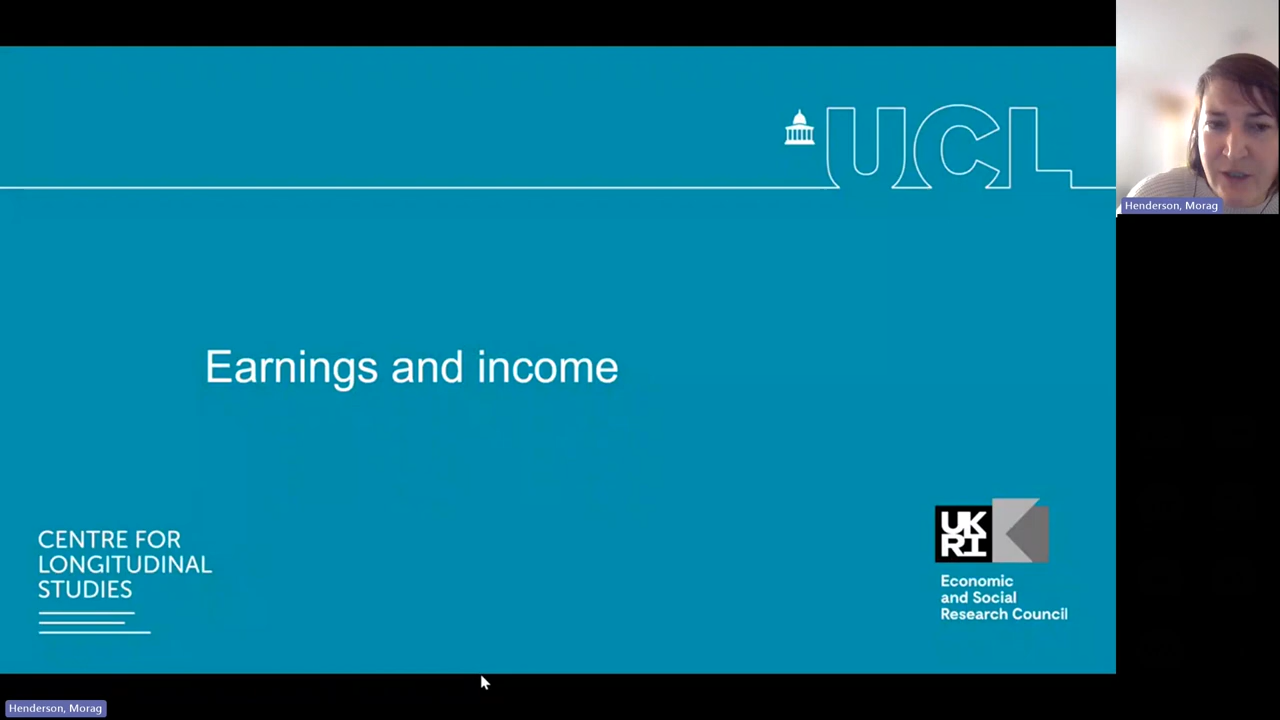 UCL
Henderson, Morag
Earnings and income
CENTRE FOR
LONGITUDINAL
STUDIES
UK
RI
Economic
and Social
Research Council
Henderson, Morag